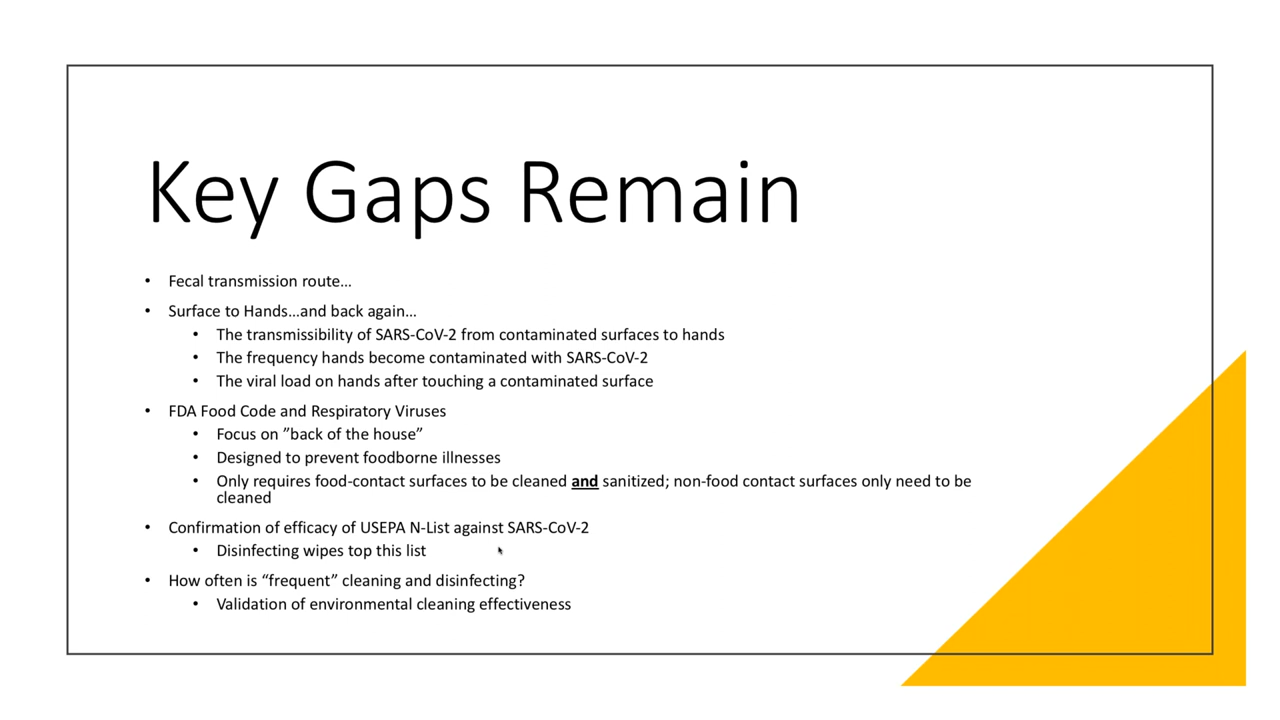 Key Gaps Remain
• Fecal transmission route…
• Surface to Hands…and back again…
• The transmissibility of SARS-CoV-2 from contaminated surfaces to hands
• The frequency hands become contaminated with SARS-CoV-2
• The viral load on hands after touching a contaminated surface
• FDA Food Code and Respiratory Viruses
• Focus on ”back of the house”
• Designed to prevent foodborne illnesses
• Only requires food-contact surfaces to be cleaned and sanitized; non-food contact surfaces only need to be
cleaned
• Confirmation of efficacy of USEPA N-List against SARS-CoV-2
• Disinfecting wipes top this list
• How often is “frequent” cleaning and disinfecting?
• Validation of environmental cleaning effectiveness